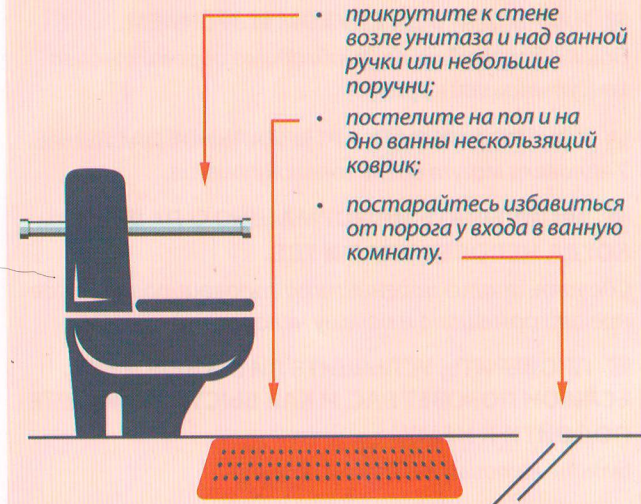 • прикрутите к стене
возле унитаза и над ванной
ручки или небольшие
поручни;
• постелите на пол и на
дно ванны нескользящий
коврик;
• постарайтесь избавиться
от порога у входа в ванную
комнату.